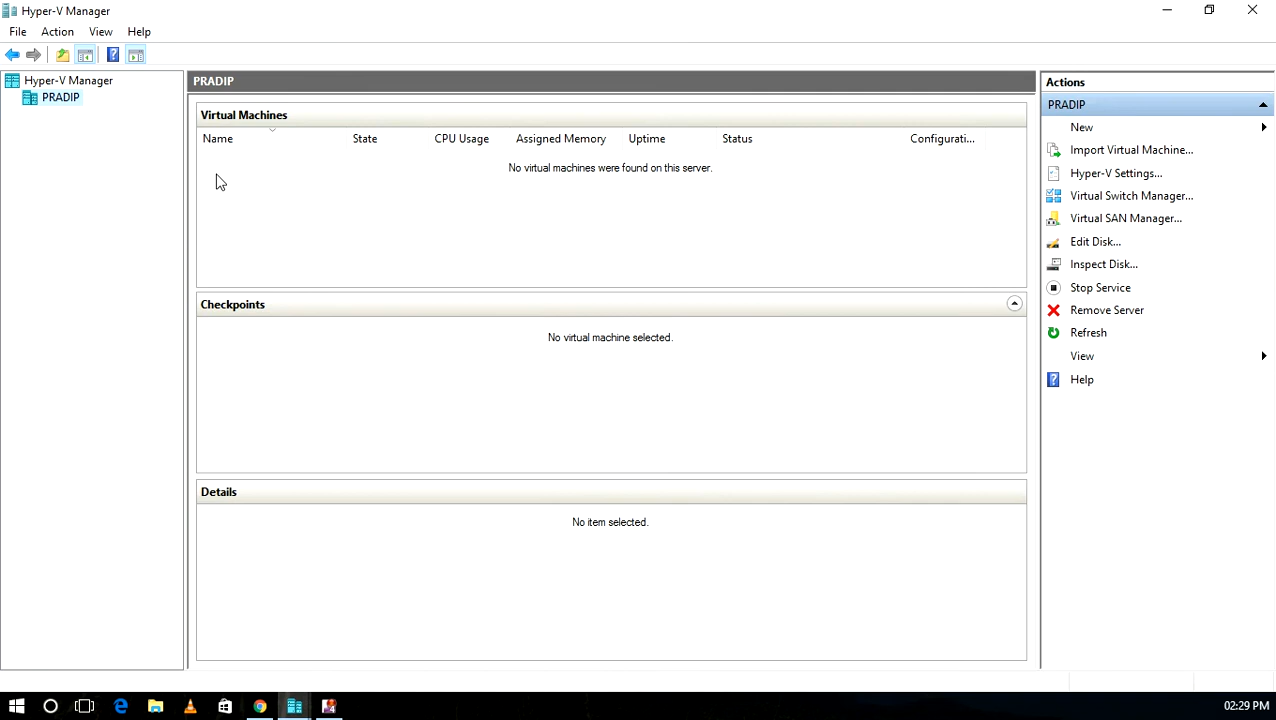 Hyper-V Manager
File Action View Help
Hyper-V Manager
PRADIP
PRADIP
Virtual Machines
Name State CPU Usage Assigned Memory Uptime Status Configurati...
No virtual machines were found on this server.
Checkpoints
No virtual machine selected.
Details
No item selected.
Actions
PRADIP
New
Import Virtual Machine...
Hyper-V Settings...
Virtual Switch Manager...
Virtual SAN Manager...
Edit Disk...
Inspect Disk...
Stop Service
Remove Server
Refresh
View
Help
02:29 PM